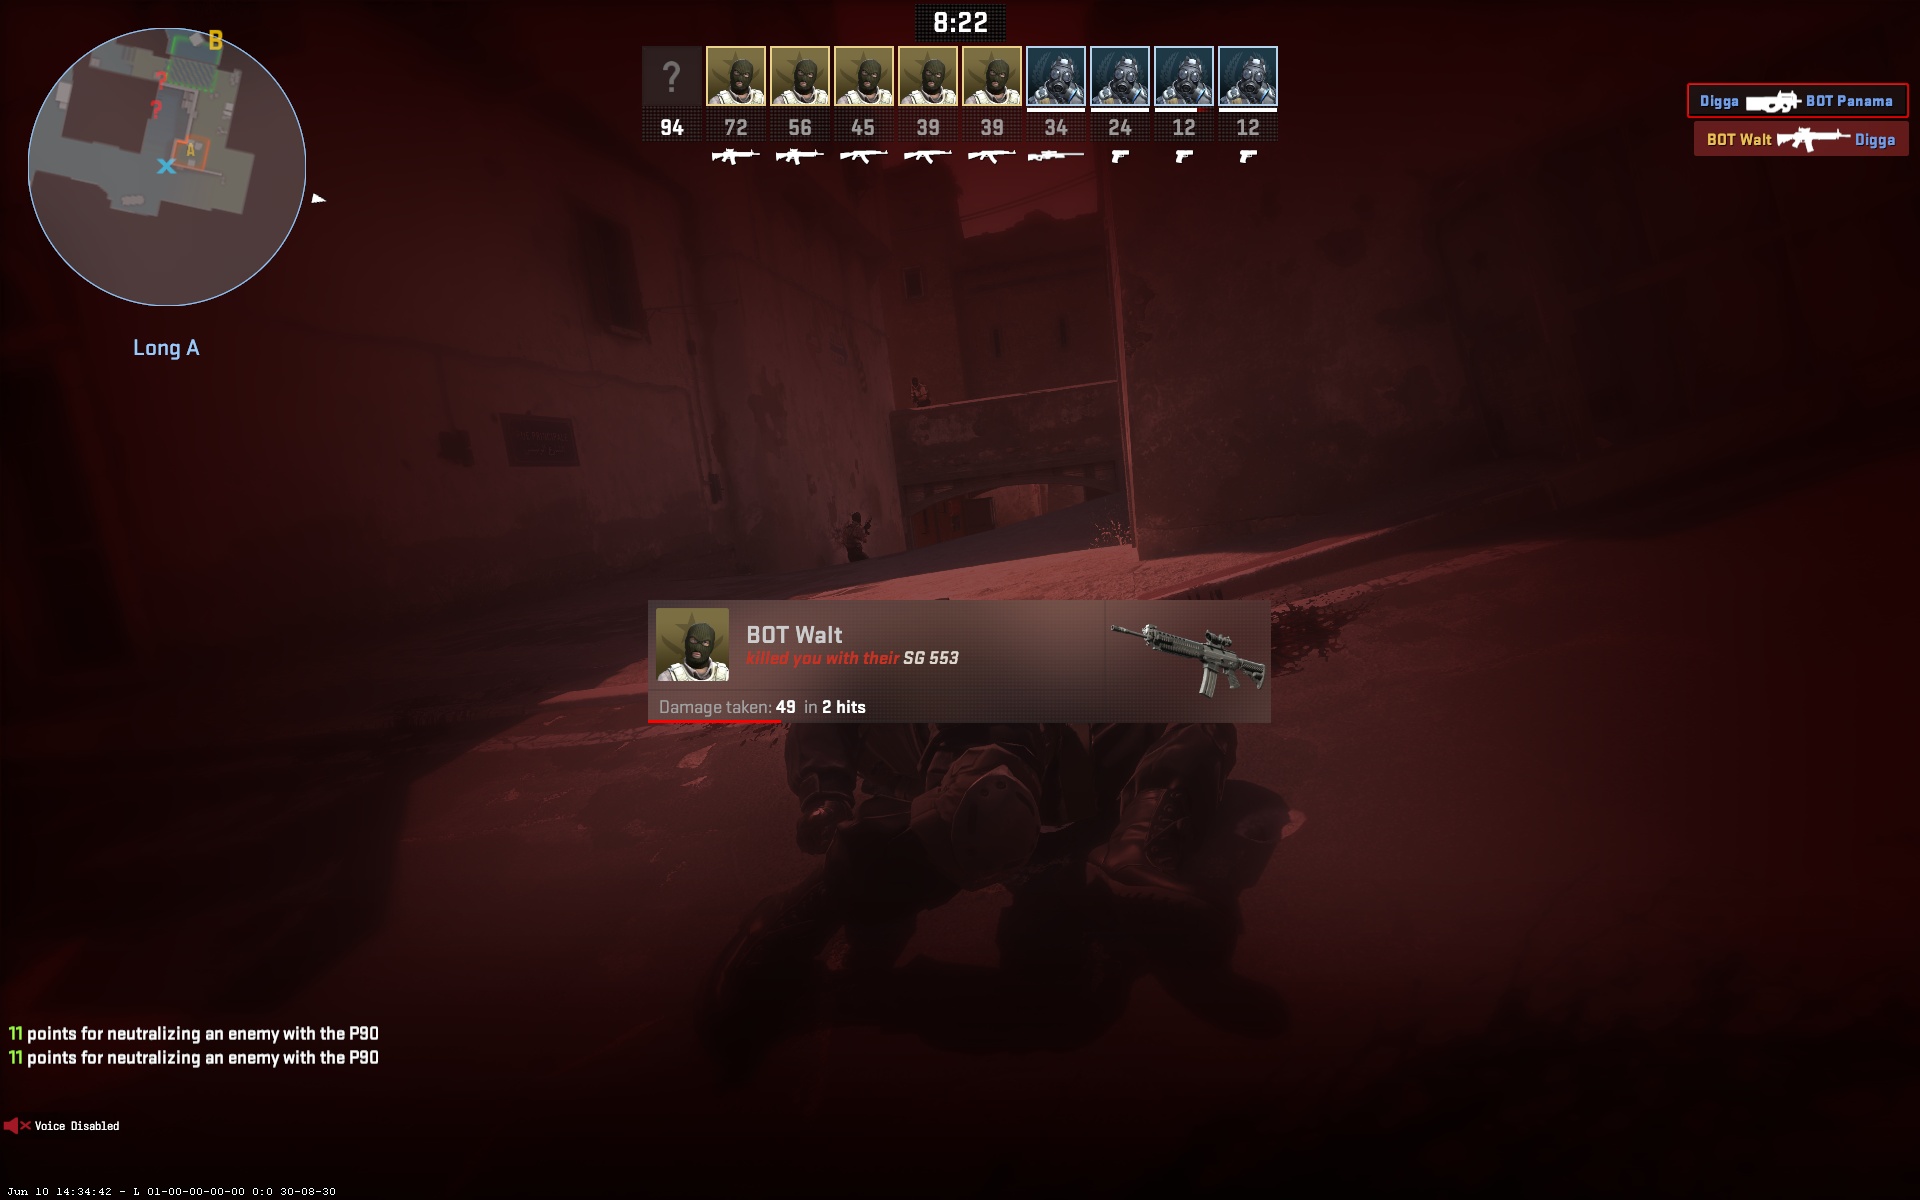 8:22
B
?
?
?
A
94 72 56 45 39 39 34 24 12 12
Digga BOT Panama
BOT Walt Digga
Long A
BOT Walt
killed you with their SG 553
Damage taken: 49 in 2 hits
11 points for neutralizing an enemy with the P90
11 points for neutralizing an enemy with the P90
Voice Disabled
Jun 10 14:34:42 - L 01-00-00-00-00 0:0 30-08-30